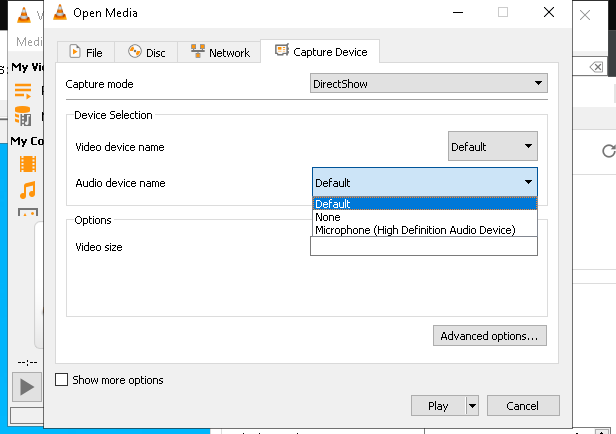 V
Open Media
Medi
File
Disc
Network
Capture Device
My Vi
Capture mode
DirectShow
Device Selection
Video device name
Default
My Co
Audio device name
Default
Default
None
Microphone (High Definition Audio Device)
Options
Video size
Advanced options...
--:--
Show more options
Play
Cancel